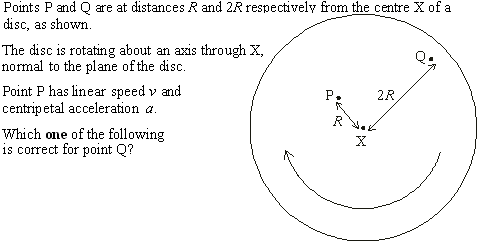 Points P and Q are at distances R and 2R respectively from the centre X of a
disc, as shown.
The disc is rotating about an axis through X,
normal to the plane of the disc.
Point P has linear speed v and
centripetal acceleration a.
Which one of the following
is correct for point Q?
Q
P
2R
R
X